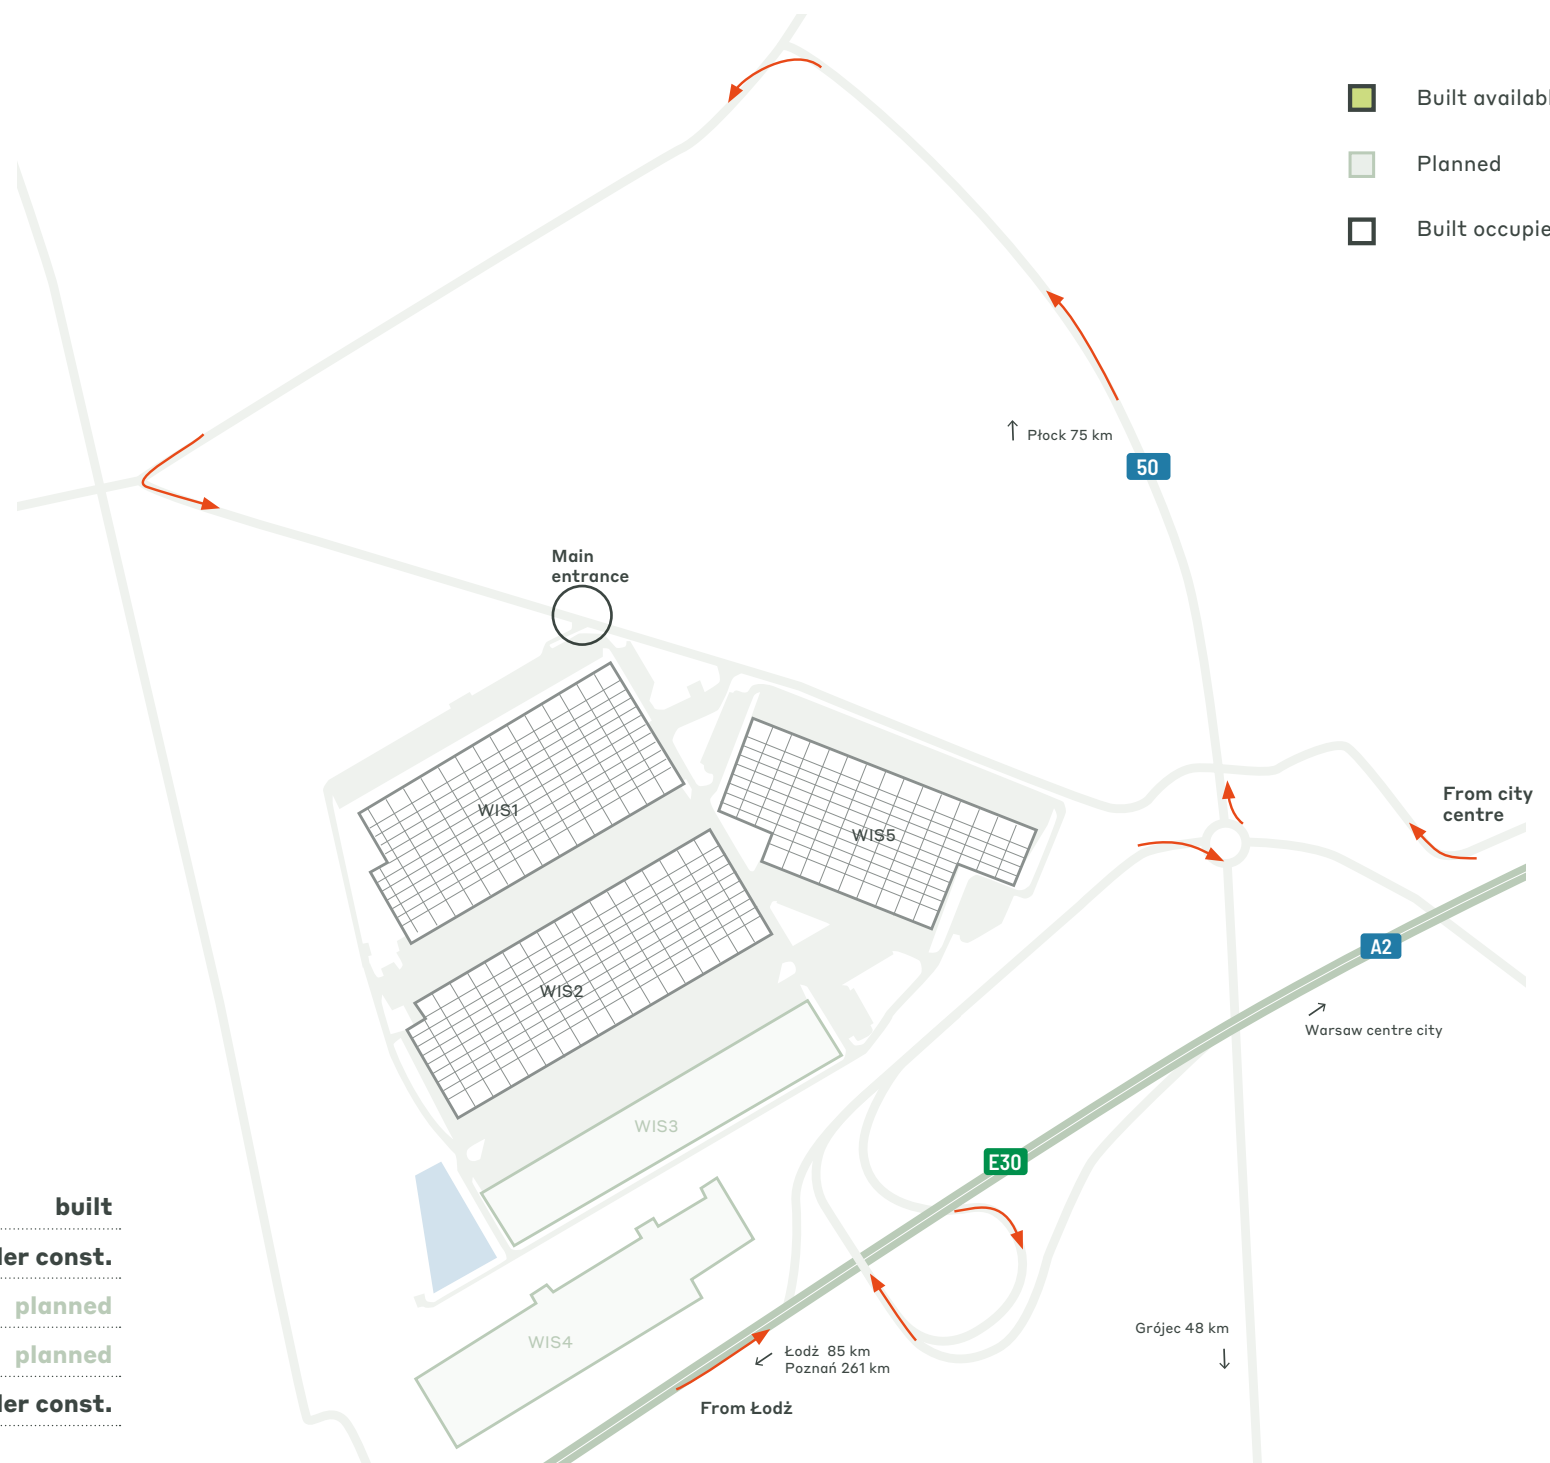 Built availabl
Planned
Built occupie
Płock 75 km
50
Main
entrance
From city
centre
WIS1
WIS5
A2
WIS2
Warsaw centre city
WIS3
E30
built
ler const.
planned
planned
ler const.
WIS4
Grójec 48 km
Łodż 85 km
Poznań 261 km
From Łodż